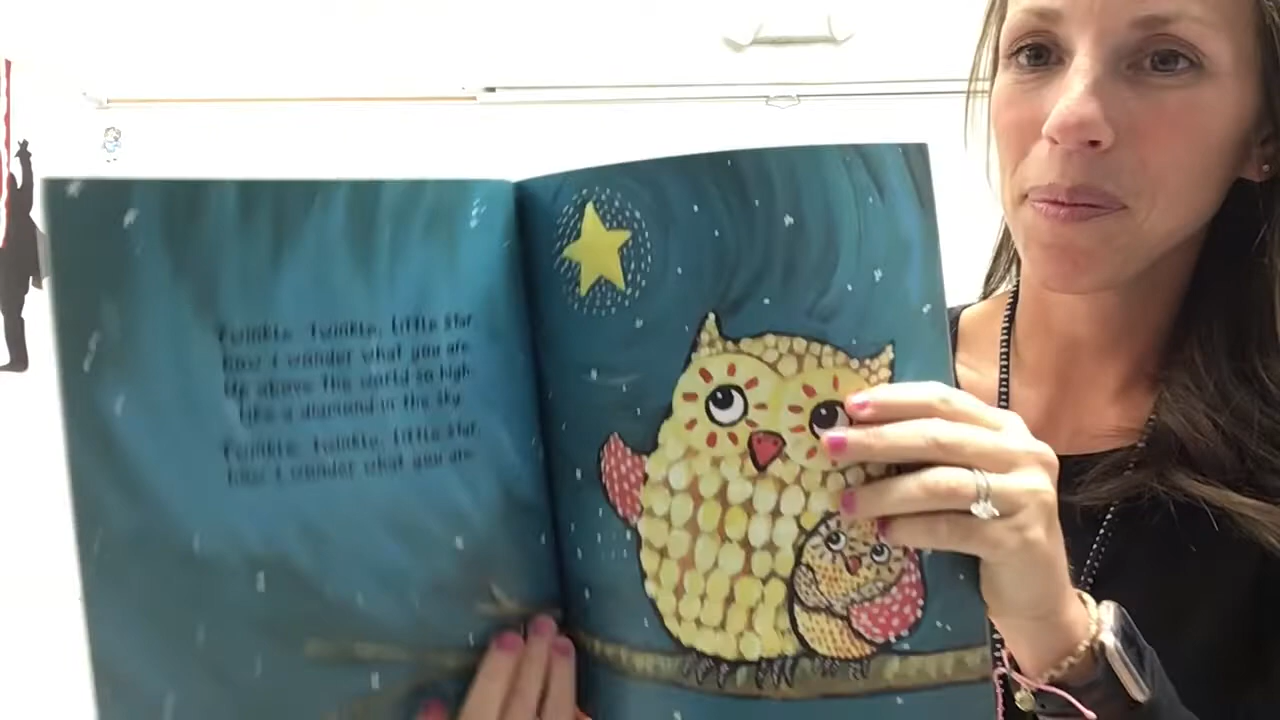 Twinkle, twinkle, little star,
how I wonder what you are.
Up above the world so high,
like a diamond in the sky.
Twinkle, twinkle, little star,
how I wonder what you are.